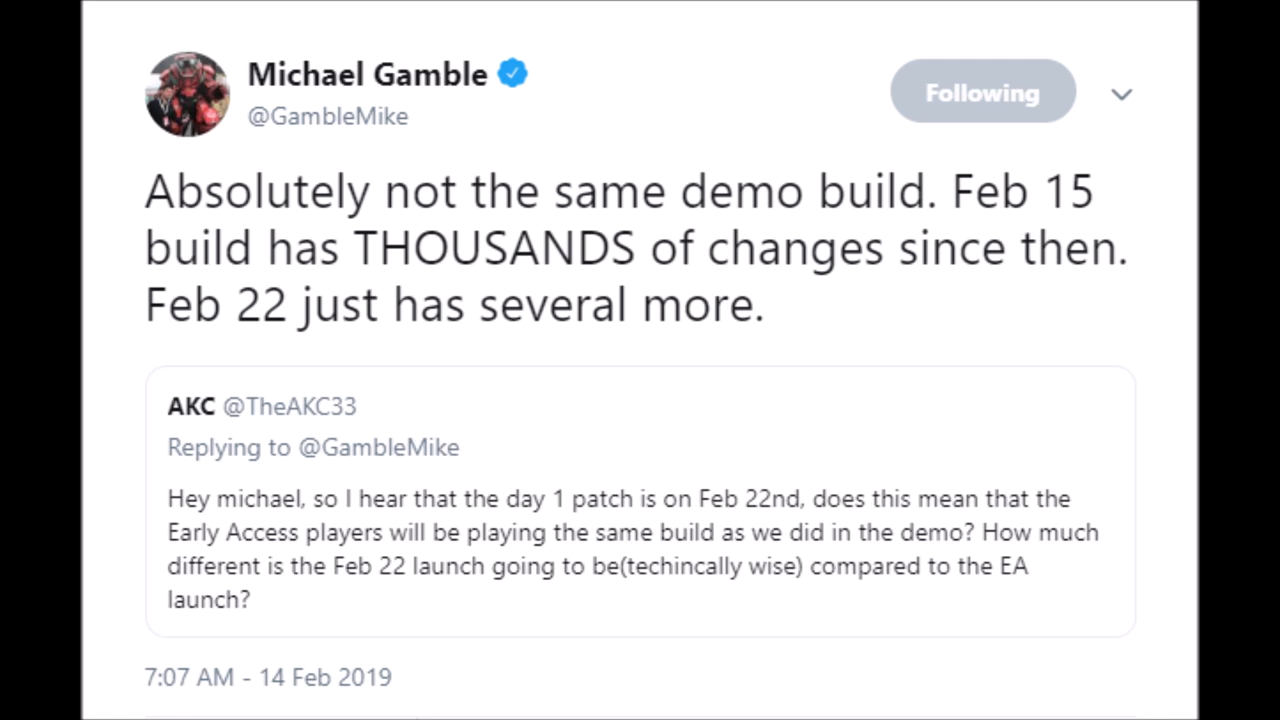 Michael Gamble
@GambleMike
Following
Absolutely not the same demo build. Feb 15
build has THOUSANDS of changes since then.
Feb 22 just has several more.
AKC @TheAKC33
Replying to @GambleMike
Hey michael, so I hear that the day 1 patch is on Feb 22nd, does this mean that the
Early Access players will be playing the same build as we did in the demo? How much
different is the Feb 22 launch going to be(techincally wise) compared to the EA
launch?
7:07 AM - 14 Feb 2019